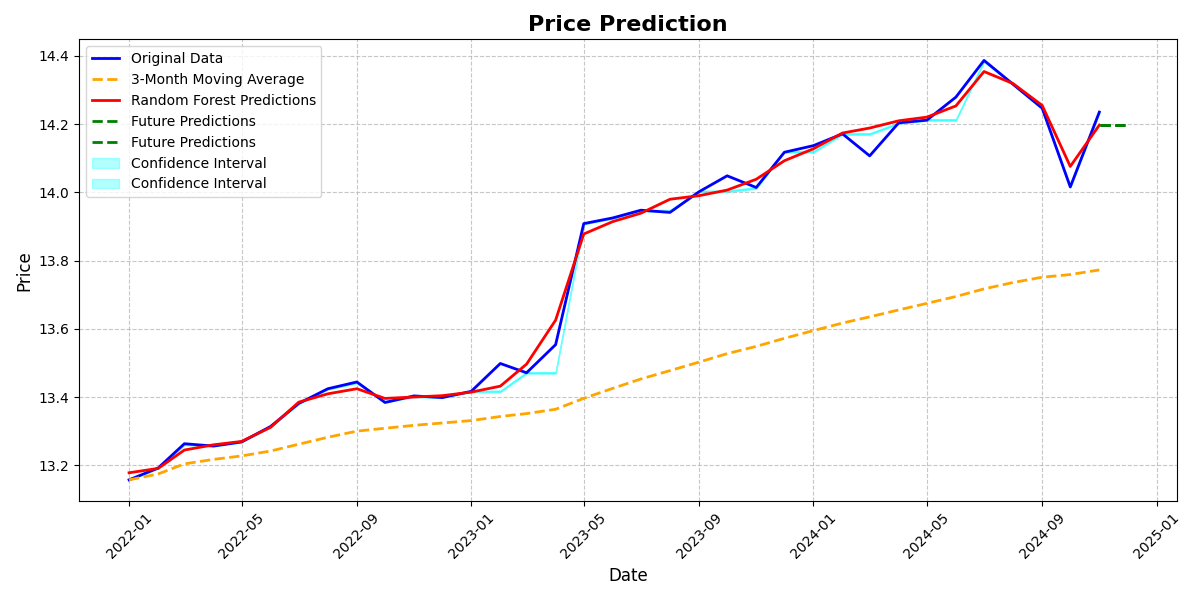 Price Prediction
Original Data
3-Month Moving Average
Random Forest Predictions
Future Predictions
Future Predictions
Confidence Interval
Confidence Interval
Price
14.4
14.2
14.0
13.8
13.6
13.4
13.2
2022-01
2022-05
2022-09
2023-01
2023-05
2023-09
2024-01
2024-05
2024-09
2025-01
Date